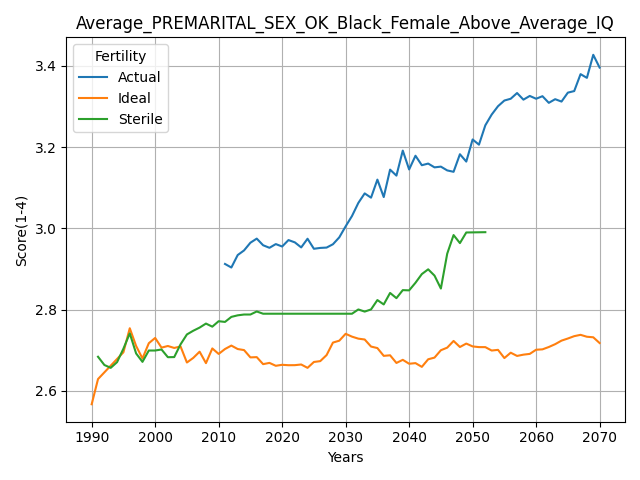 Average_PREMARITAL_SEX_OK_Black_Female_Above_Average_IQ
Fertility
Actual
Ideal
Sterile
Score(1-4)
3.4
3.2
3.0
2.8
2.6
1990 2000 2010 2020 2030 2040 2050 2060 2070
Years